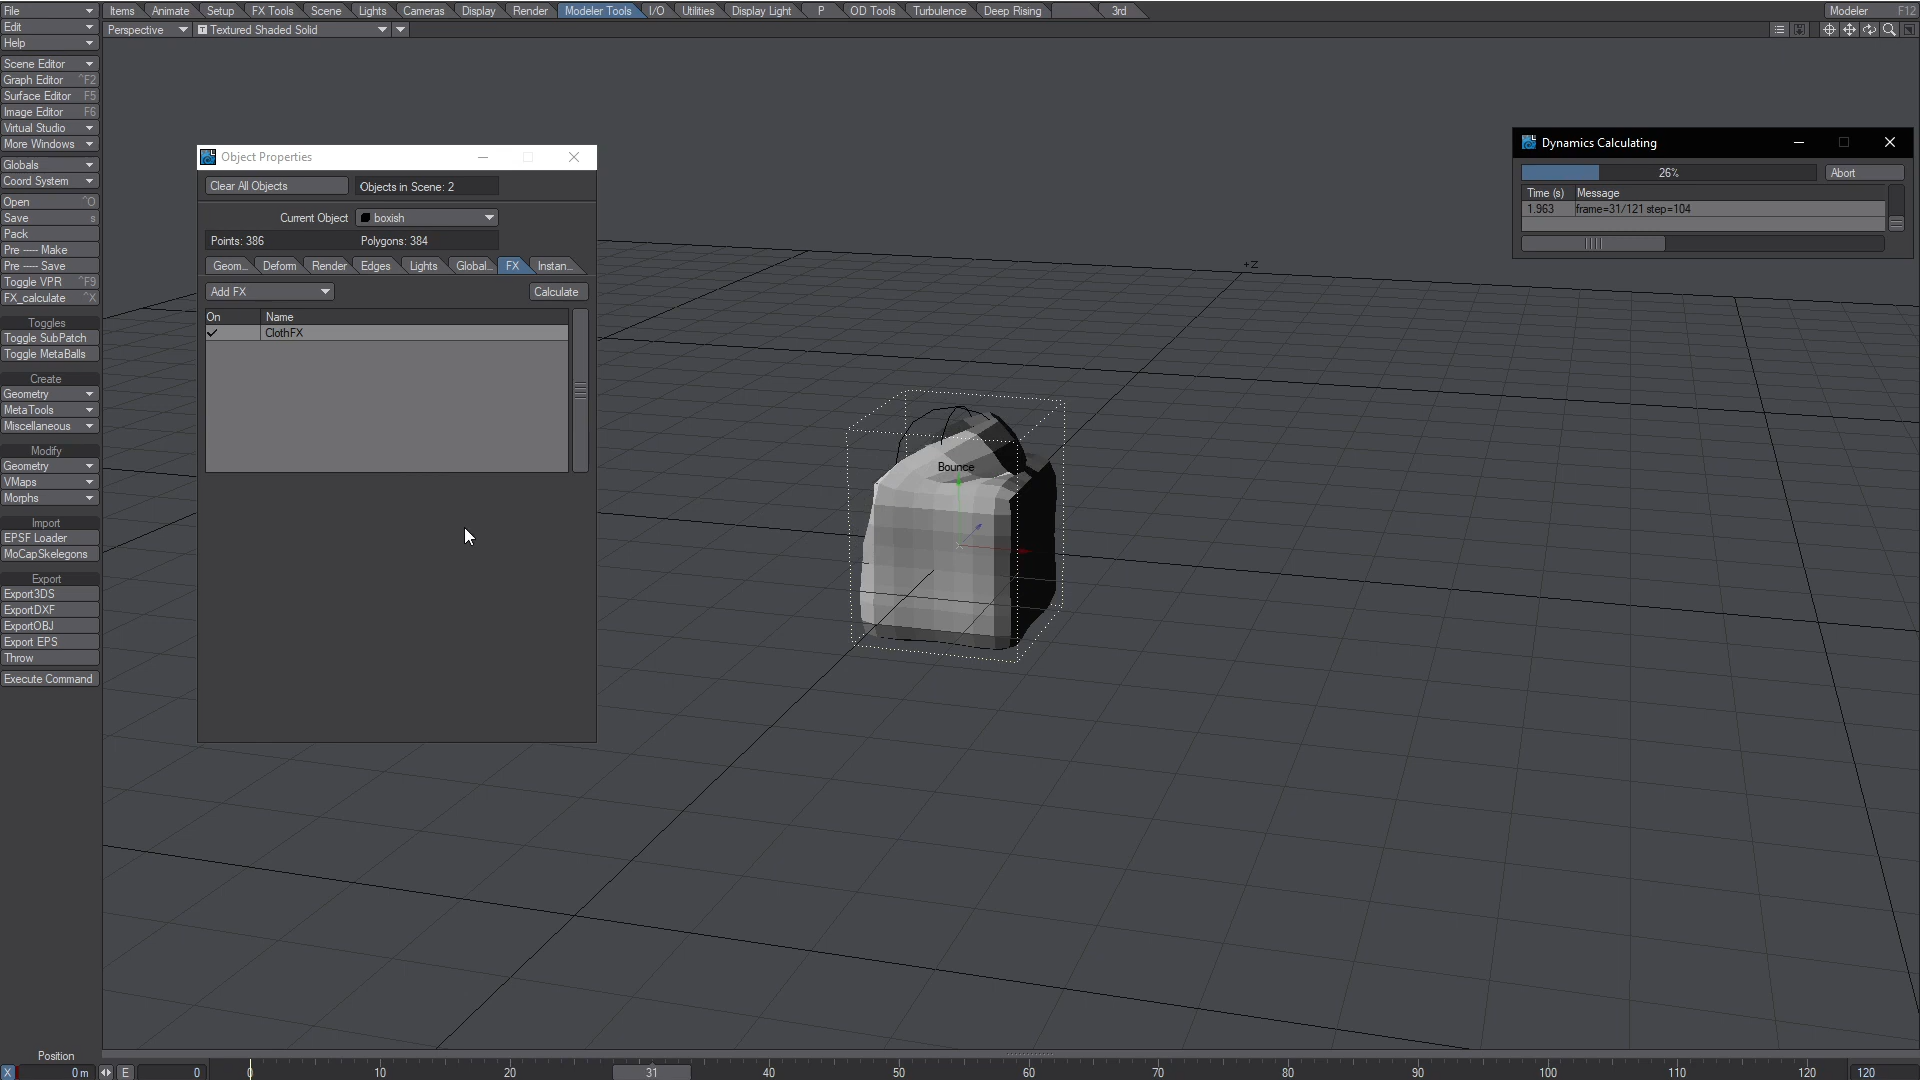 File
Items
Animate
Setup
FX Tools
Scene
Lights
Cameras
Display
Render
Modeler Tools
I/O
Utilities
Display Light
P
OD Tools
Turbulence
Deep Rising
3rd
Modeler F12
Edit
Perspective
T Textured Shaded Solid
Help
Scene Editor
Graph Editor ^F2
Surface Editor F5
Image Editor F6
Virtual Studio
More Windows
Globals
Coord System
Open ^O
Save s
Pack
Pre ---- Make
Pre ---- Save
Toggle VPR ^F9
FX_calculate ^X
Toggles
Toggle SubPatch
Toggle MetaBalls
Create
Geometry
MetaTools
Miscellaneous
Modify
Geometry
VMaps
Morphs
Import
EPSF Loader
MoCapSkelegons
Export
Export3DS
ExportDXF
ExportOBJ
Export EPS
Throw
Execute Command
Object Properties
Clear All Objects
Objects in Scene: 2
Current Object boxish
Points: 386
Polygons: 384
Geom...
Deform
Render
Edges
Lights
Global...
FX
Instan...
Add FX
Calculate
On Name
ClothFX
Dynamics Calculating
26%
Abort
Time (s) Message
1.963 frame=31/121 step=104
+Z
Bounce
Position
X 0 m E 0
0 10 20 31 40 50 60 70 80 90 100 110 120 120